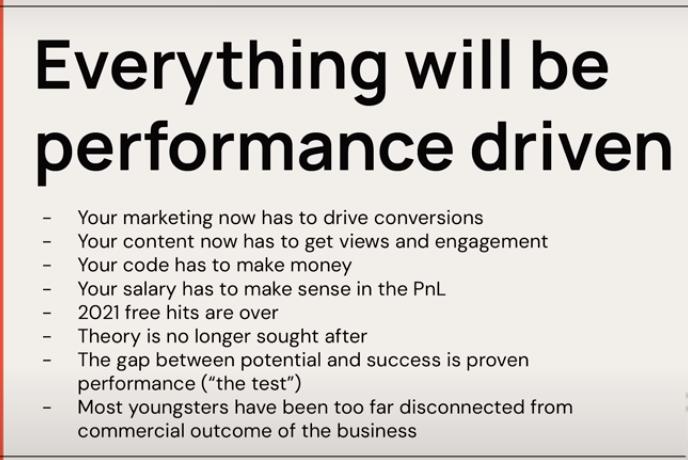 Everything will be
performance driven
- Your marketing now has to drive conversions
- Your content now has to get views and engagement
- Your code has to make money
- Your salary has to make sense in the PnL
- 2021 free hits are over
- Theory is no longer sought after
- The gap between potential and success is proven
performance (“the test”)
- Most youngsters have been too far disconnected from
commercial outcome of the business